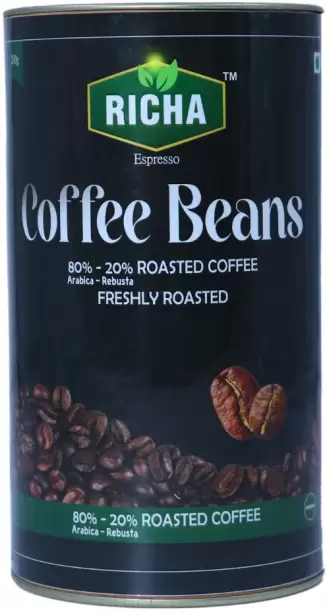 RICHA
TM
Espresso
Coffee Beans
80% - 20% ROASTED COFFEE
Arabica - Rebusta
FRESHLY ROASTED
80% - 20% ROASTED COFFEE
Arabica - Rebusta